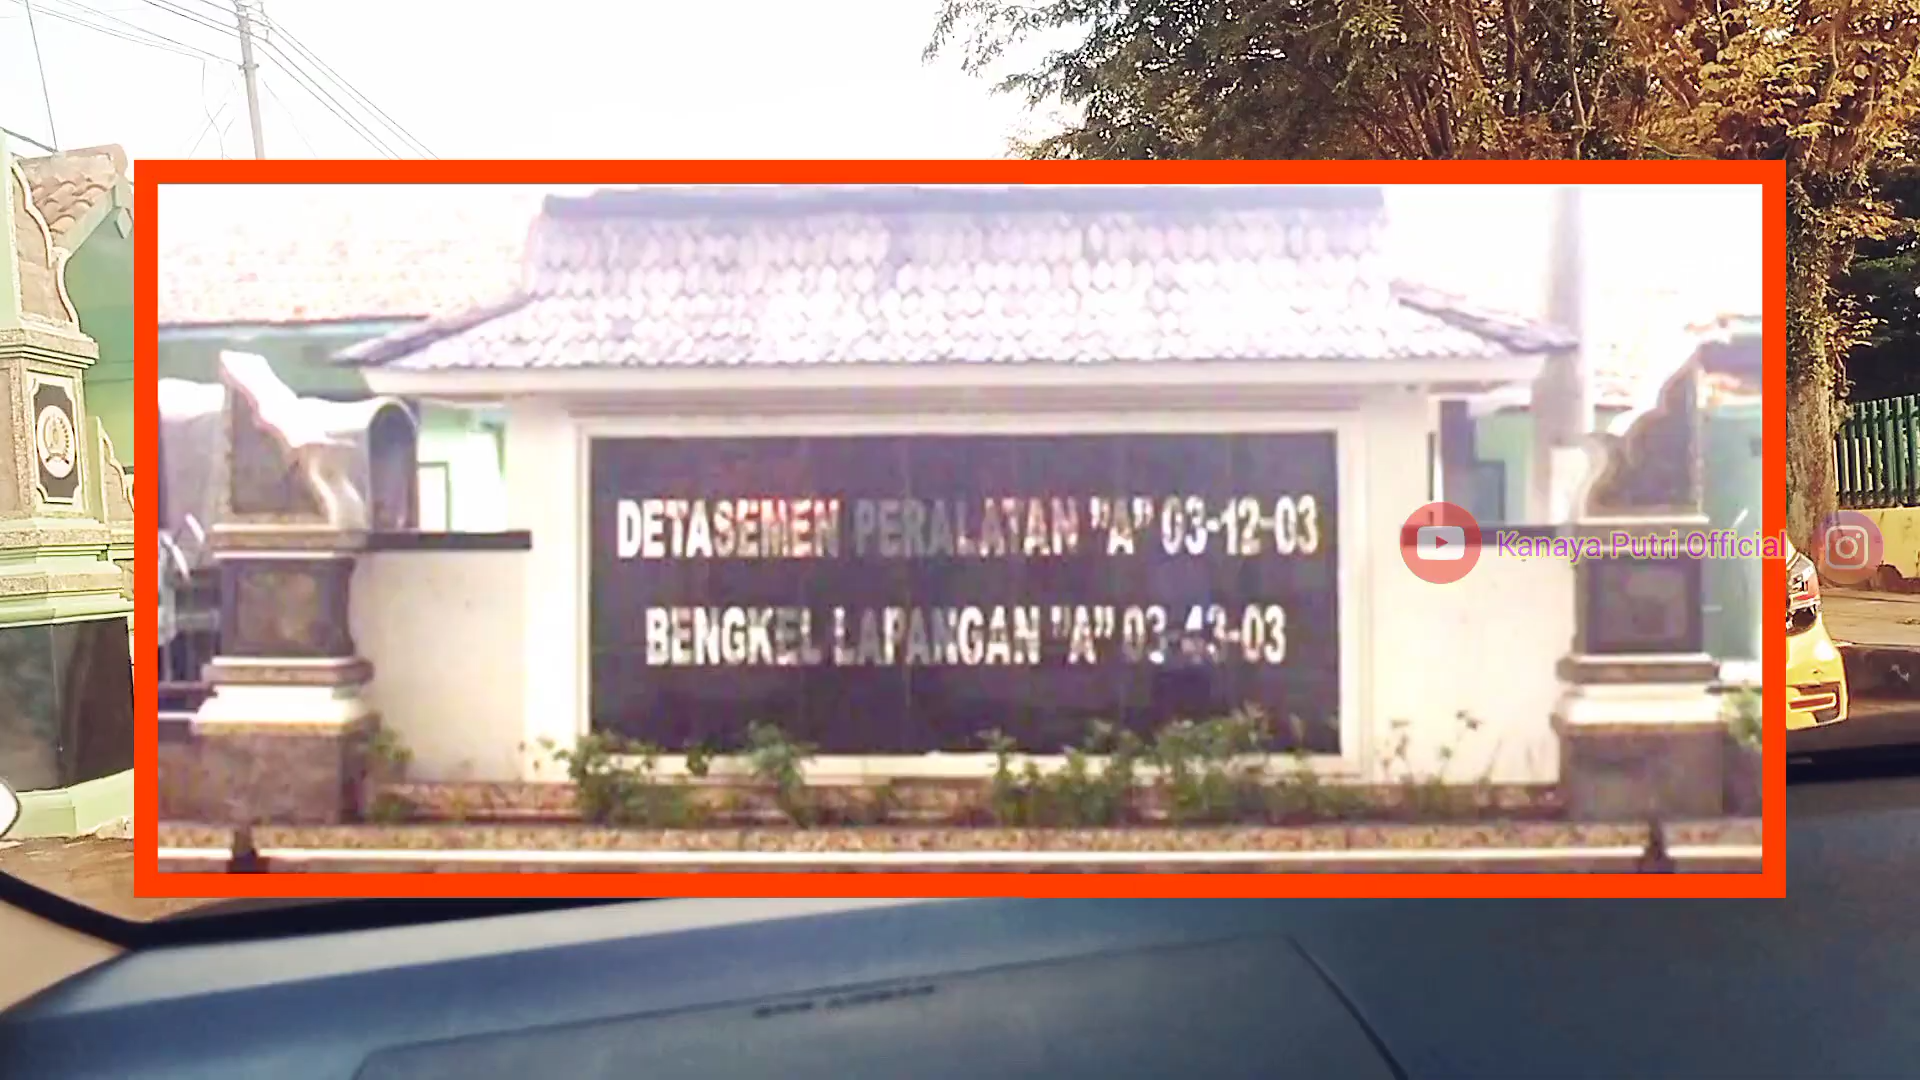 DETASEMEN PERALATAN "A" 03-12-03
BENGKEL LAPANGAN "A" 03-43-03
Kanaya Putri Official